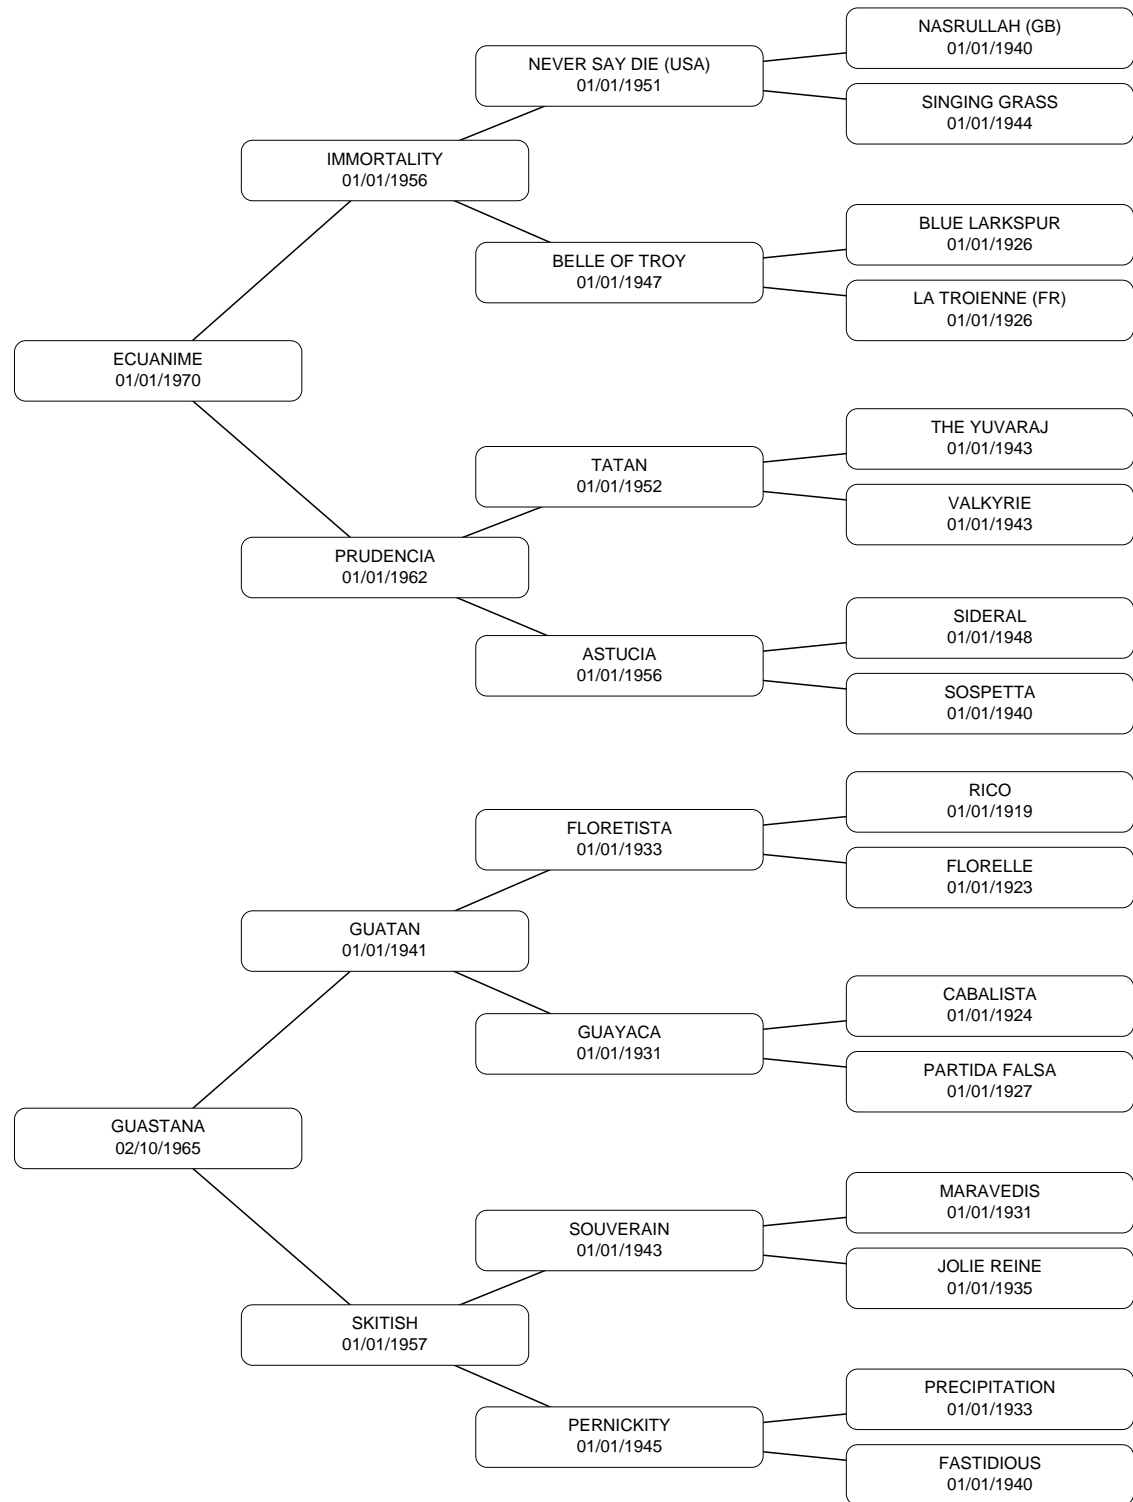 NASRULLAH (GB)
01/01/1940
NEVER SAY DIE (USA)
01/01/1951
SINGING GRASS
01/01/1944
IMMORTALITY
01/01/1956
BLUE LARKSPUR
01/01/1926
BELLE OF TROY
01/01/1947
LA TROIENNE (FR)
01/01/1926
ECUANIME
01/01/1970
THE YUVARAJ
01/01/1943
TATAN
01/01/1952
VALKYRIE
01/01/1943
PRUDENCIA
01/01/1962
SIDERAL
01/01/1948
ASTUCIA
01/01/1956
SOSPETTA
01/01/1940
RICO
01/01/1919
FLORETISTA
01/01/1933
FLORELLE
01/01/1923
GUATAN
01/01/1941
CABALISTA
01/01/1924
GUAYACA
01/01/1931
PARTIDA FALSA
01/01/1927
GUASTANA
02/10/1965
MARAVEDIS
01/01/1931
SOUVERAIN
01/01/1943
JOLIE REINE
01/01/1935
SKITISH
01/01/1957
PRECIPITATION
01/01/1933
PERNICKITY
01/01/1945
FASTIDIOUS
01/01/1940